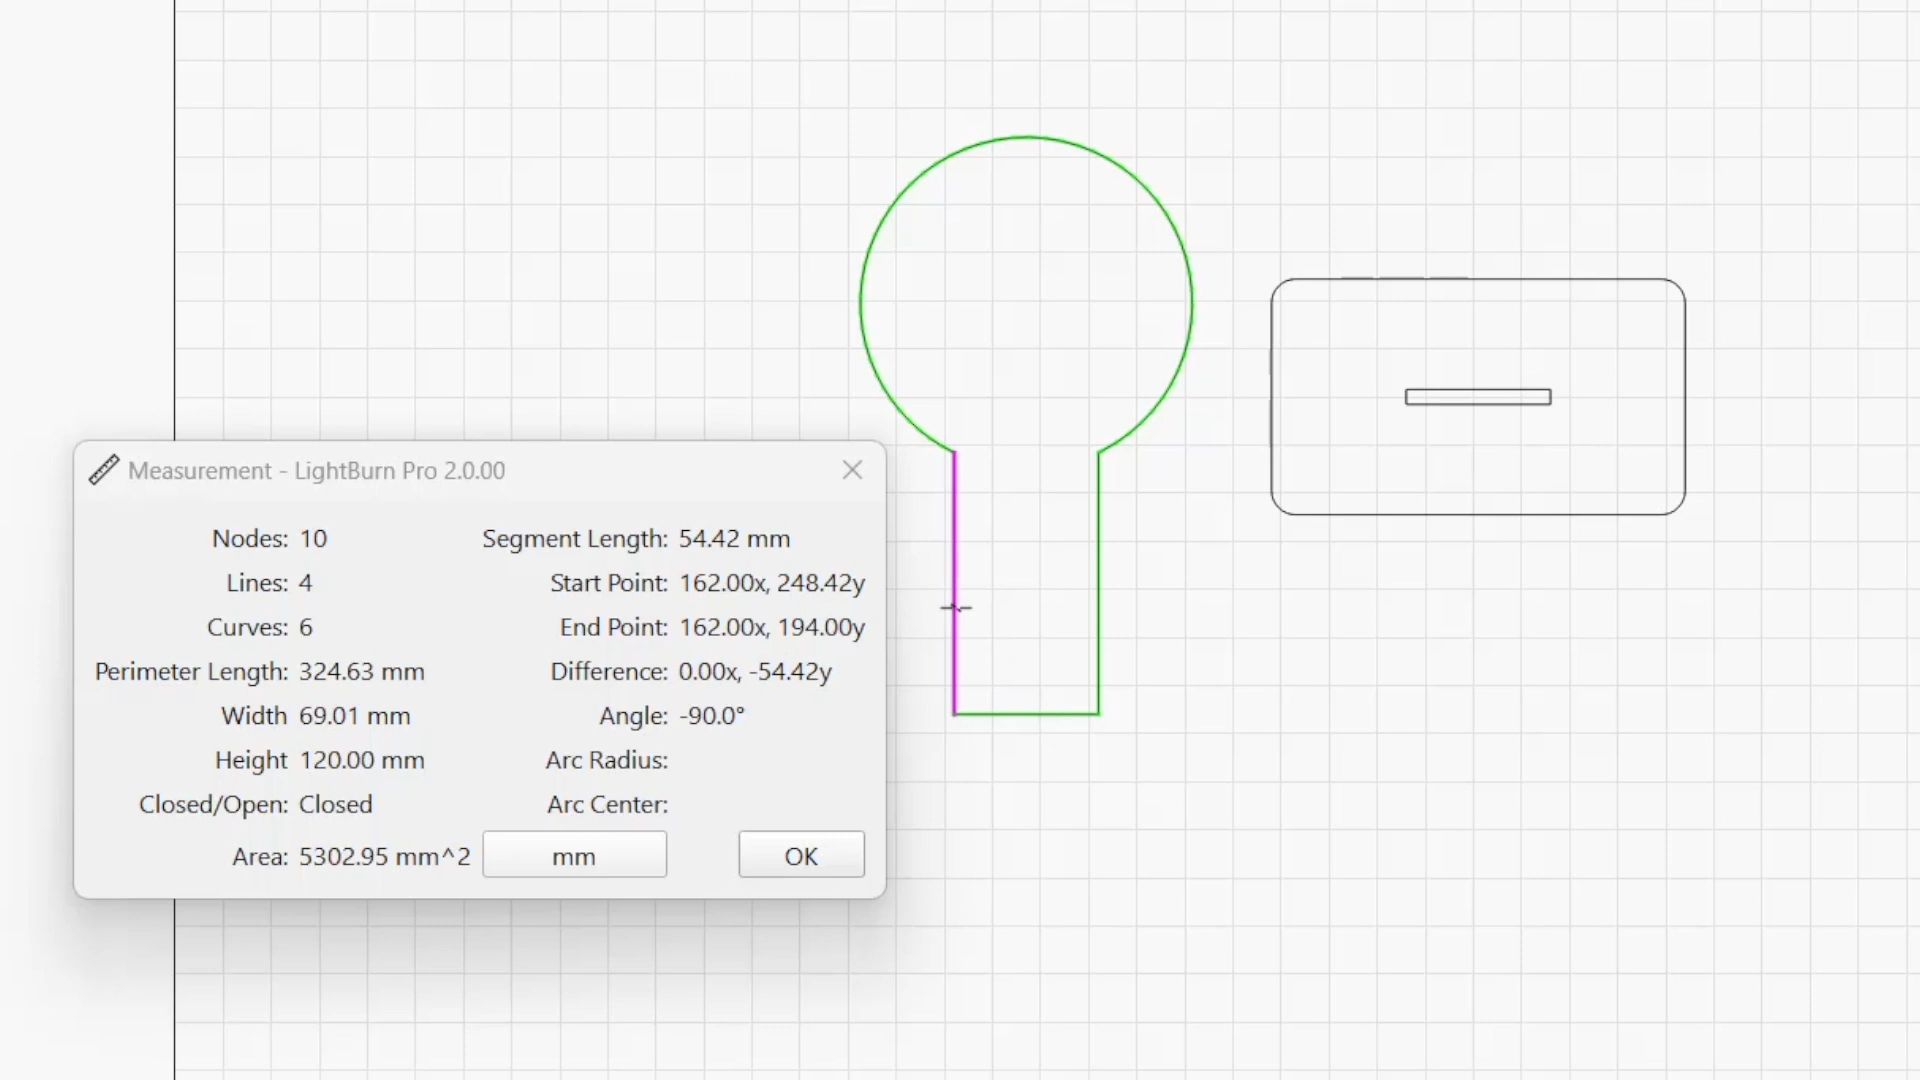 Measurement - LightBurn Pro 2.0.00
Nodes: 10 Segment Length: 54.42 mm
Lines: 4 Start Point: 162.00x, 248.42y
Curves: 6 End Point: 162.00x, 194.00y
Perimeter Length: 324.63 mm Difference: 0.00x, -54.42y
Width 69.01 mm Angle: -90.0°
Height 120.00 mm Arc Radius:
Closed/Open: Closed Arc Center:
Area: 5302.95 mm^2 mm OK